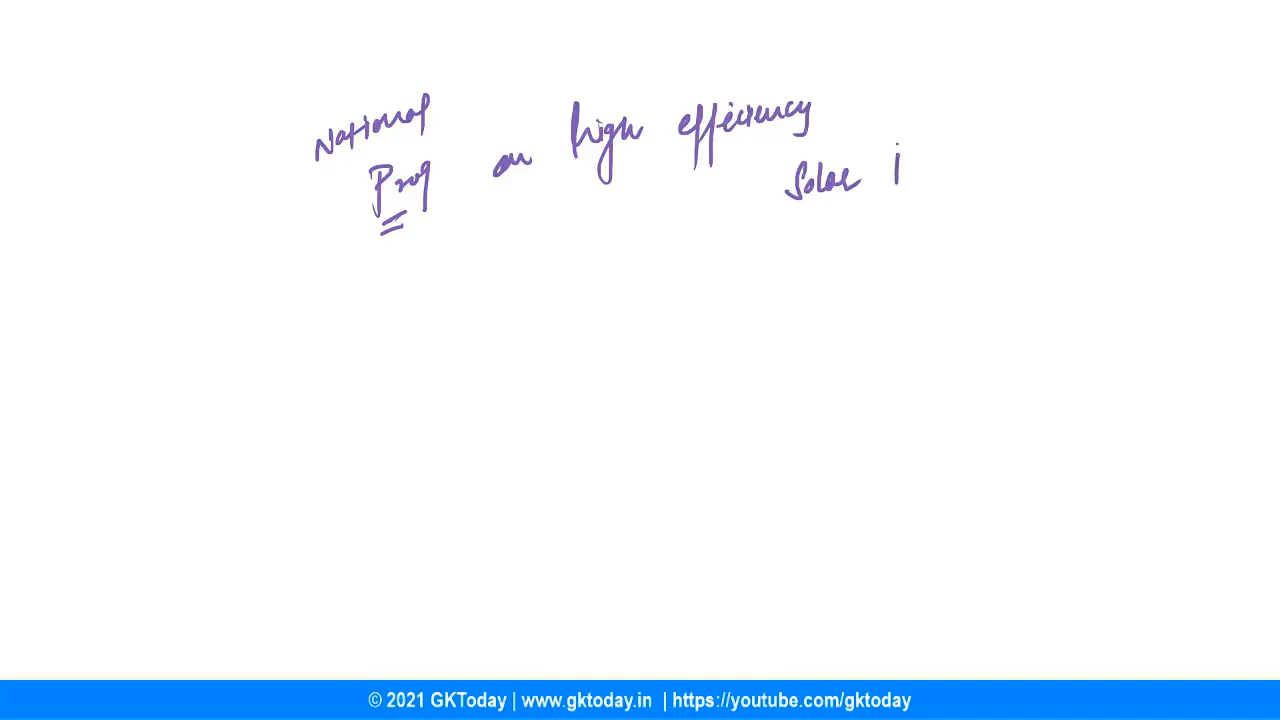 National
Prog on high efficiency
Solar
© 2021 GKToday | www.gktoday.in | https://youtube.com/gktoday